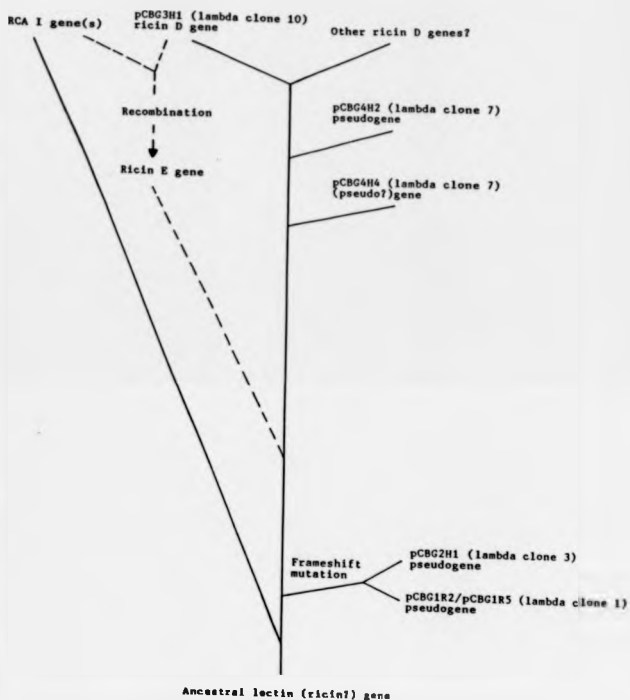 RCA I gene(s)
pCBG3H1 (lambda clone 10)
ricin D gene
Other ricin D genes?
pCBG4H2 (lambda clone 7)
pseudogene
Recombination
Ricin E gene
pCBG4H4 (lambda clone 7)
(pseudo?)gene
Frameshift
mutation
pCBG2H1 (lambda clone 3)
pseudogene
pCBG1R2/pCBG1R5 (lambda clone 1)
pseudogene
Ancestral lectin (ricin?) gene